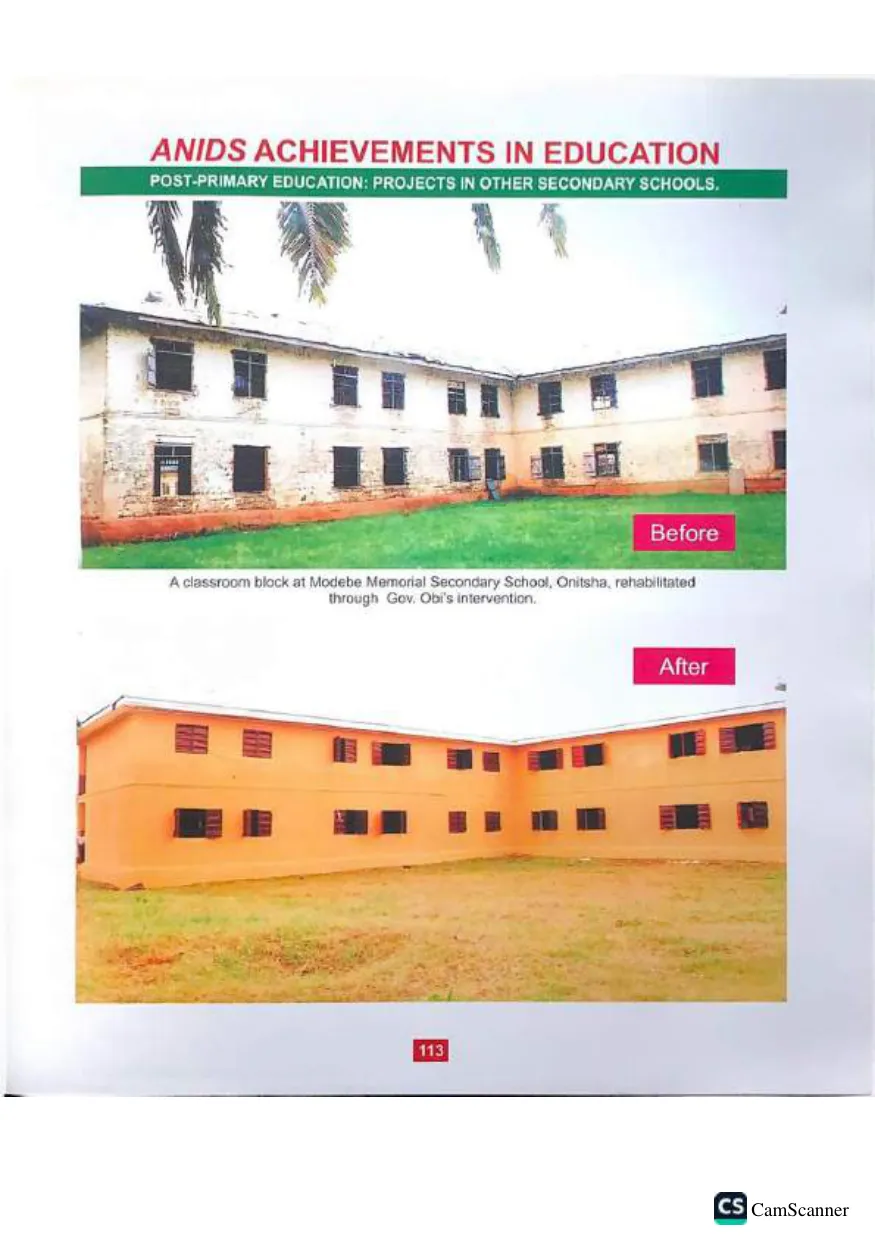 ANIDS ACHIEVEMENTS IN EDUCATION
POST-PRIMARY EDUCATION: PROJECTS IN OTHER SECONDARY SCHOOLS.
Before
A classroom block at Modebe Memorial Secondary School, Onitsha, rehabilitated
through Gov. Obi's intervention.
After
113
CS CamScanner